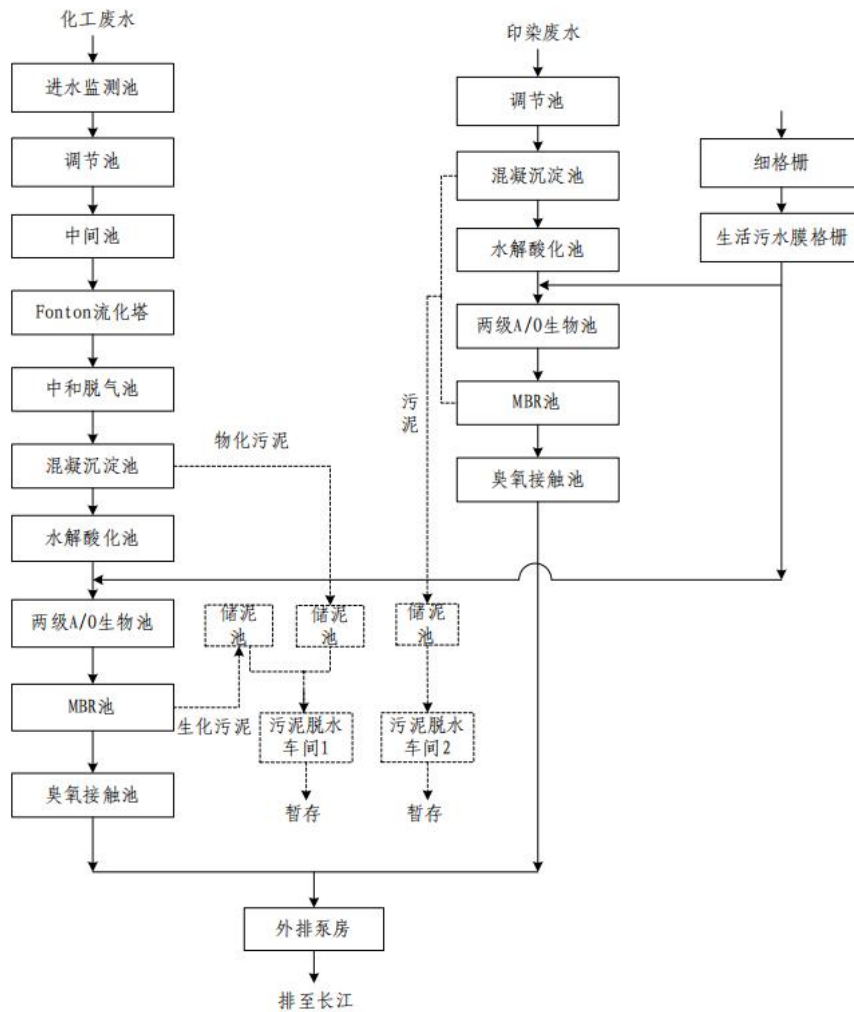 化工废水
进水监测池
调节池
中间池
Fonton流化塔
中和脱气池
混凝沉淀池
水解酸化池
两级A/O生物池
MBR池
臭氧接触池
物化污泥
生化污泥
储泥
池
储泥
池
污泥脱水
车间1
暂存
印染废水
调节池
混凝沉淀池
水解酸化池
两级A/O生物池
MBR池
臭氧接触池
污
泥
储泥
池
污泥脱水
车间2
暂存
细格栅
生活污水膜格栅
外排泵房
排至长江